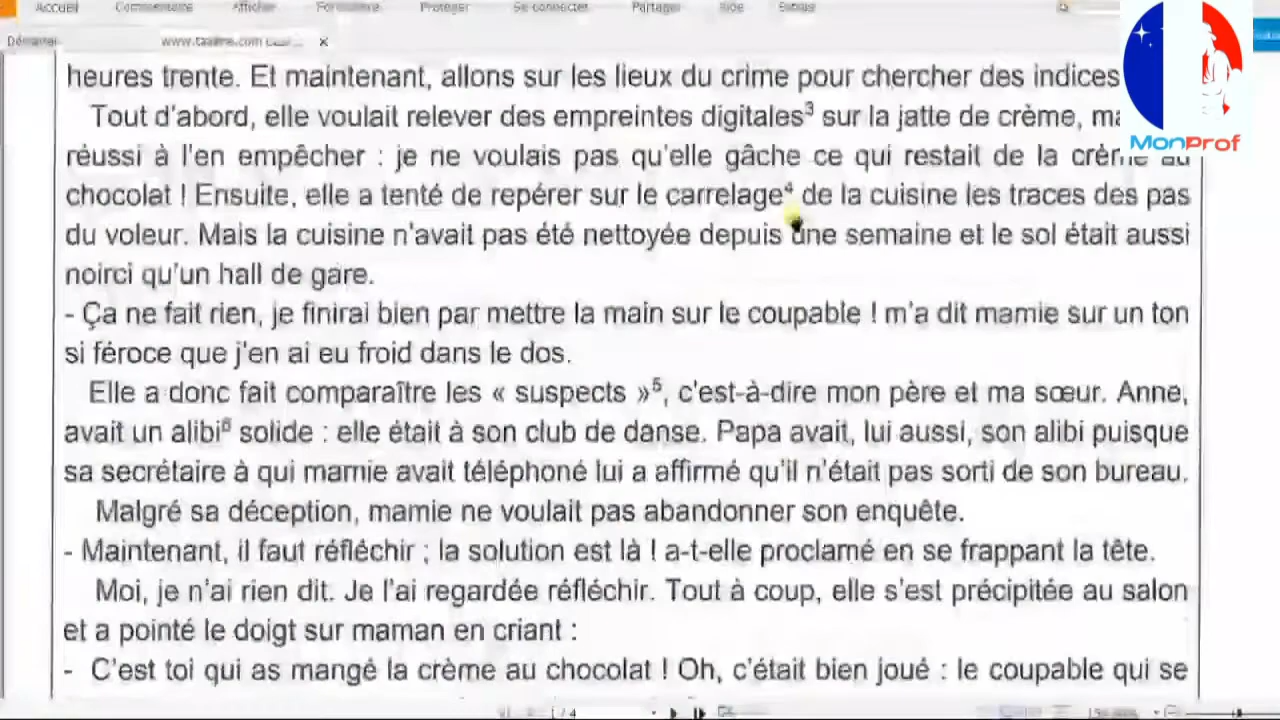 Accueil Commentaire Afficher Formulaire Protéger Se connecter Partager Aide
Démarrer
heures trente. Et maintenant, allons sur les lieux du crime pour chercher des indices
Tout d'abord, elle voulait relever des empreintes digitales³ sur la jatte de crème,
réussi à l'en empêcher : je ne voulais pas qu'elle gâche ce qui restait de la crème au
chocolat ! Ensuite, elle a tenté de repérer sur le carrelage⁴ de la cuisine les traces des pas
du voleur. Mais la cuisine n'avait pas été nettoyée depuis une semaine et le sol était aussi
noirci qu'un hall de gare.
- Ça ne fait rien, je finirai bien par mettre la main sur le coupable ! m'a dit mamie sur un ton
si féroce que j'en ai eu froid dans le dos.
Elle a donc fait comparaître les « suspects »⁵, c'est-à-dire mon père et ma sœur. Anne,
avait un alibi⁶ solide : elle était à son club de danse. Papa avait, lui aussi, son alibi puisque
sa secrétaire à qui mamie avait téléphoné lui a affirmé qu'il n'était pas sorti de son bureau.
Malgré sa déception, mamie ne voulait pas abandonner son enquête.
- Maintenant, il faut réfléchir ; la solution est là ! a-t-elle proclamé en se frappant la tête.
Moi, je n'ai rien dit. Je l'ai regardée réfléchir. Tout à coup, elle s'est précipitée au salon
et a pointé le doigt sur maman en criant :
- C'est toi qui as mangé la crème au chocolat ! Oh, c'était bien joué : le coupable qui se
MonProf